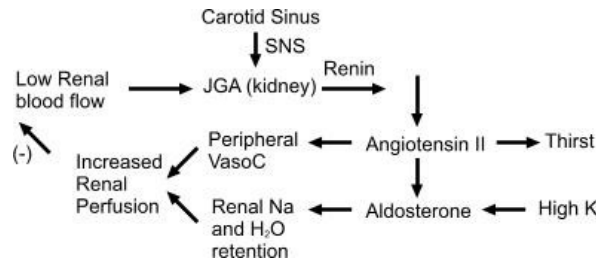 Carotid Sinus
SNS
Renin
Low Renal
blood flow
JGA (kidney)
(-)
Increased
Renal
Perfusion
Peripheral
VasoC
Angiotensin II
Thirst
Renal Na
and H₂O
retention
Aldosterone
High K